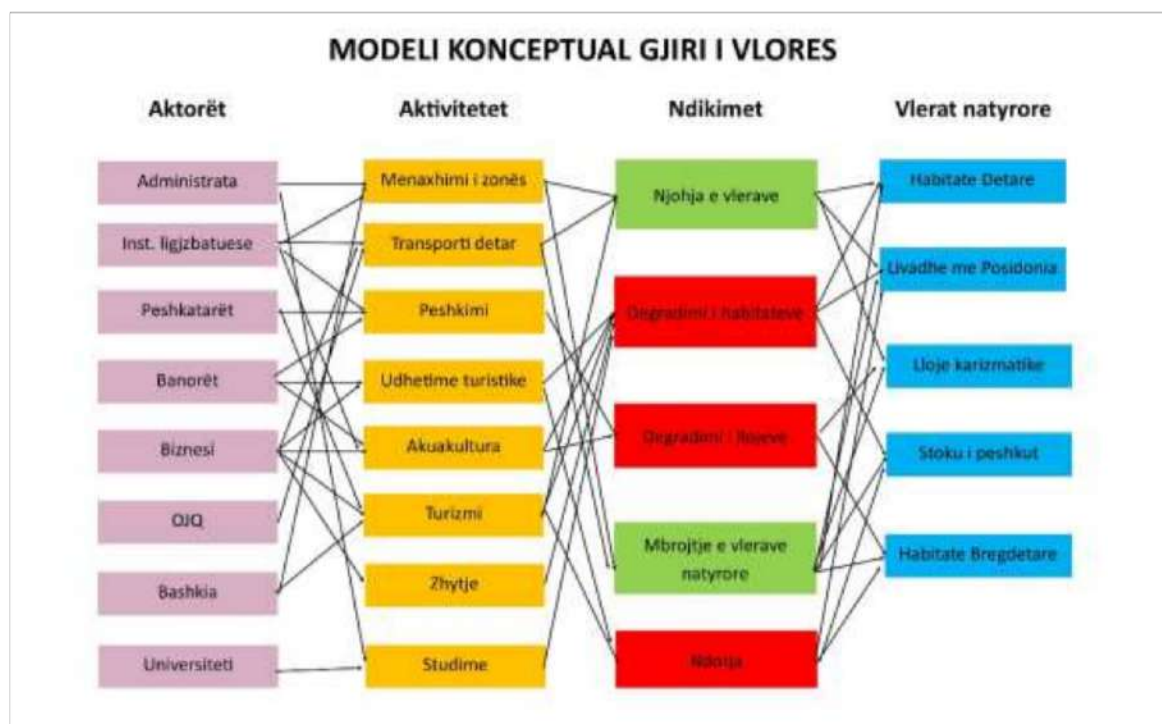 MODELI KONCEPTUAL GJIRI I VLORES
Aktorët
Aktivitetet
Ndikimet
Vlerat natyrore
Administrata
Inst. ligjzbatuese
Peshkatarët
Banorët
Biznesi
OJQ
Bashkia
Universiteti
Menaxhimi i zonës
Transporti detar
Peshkimi
Udhetime turistike
Akuakultura
Turizmi
Zhytje
Studime
Njohja e vlerave
Degradimi i habitateve
Degradimi i llojeve
Mbrojtje e vlerave
natyrore
Ndotja
Habitate Detare
Livadhe me Posidonia
Lloje karizmatike
Stoku i peshkut
Habitate Bregdetare